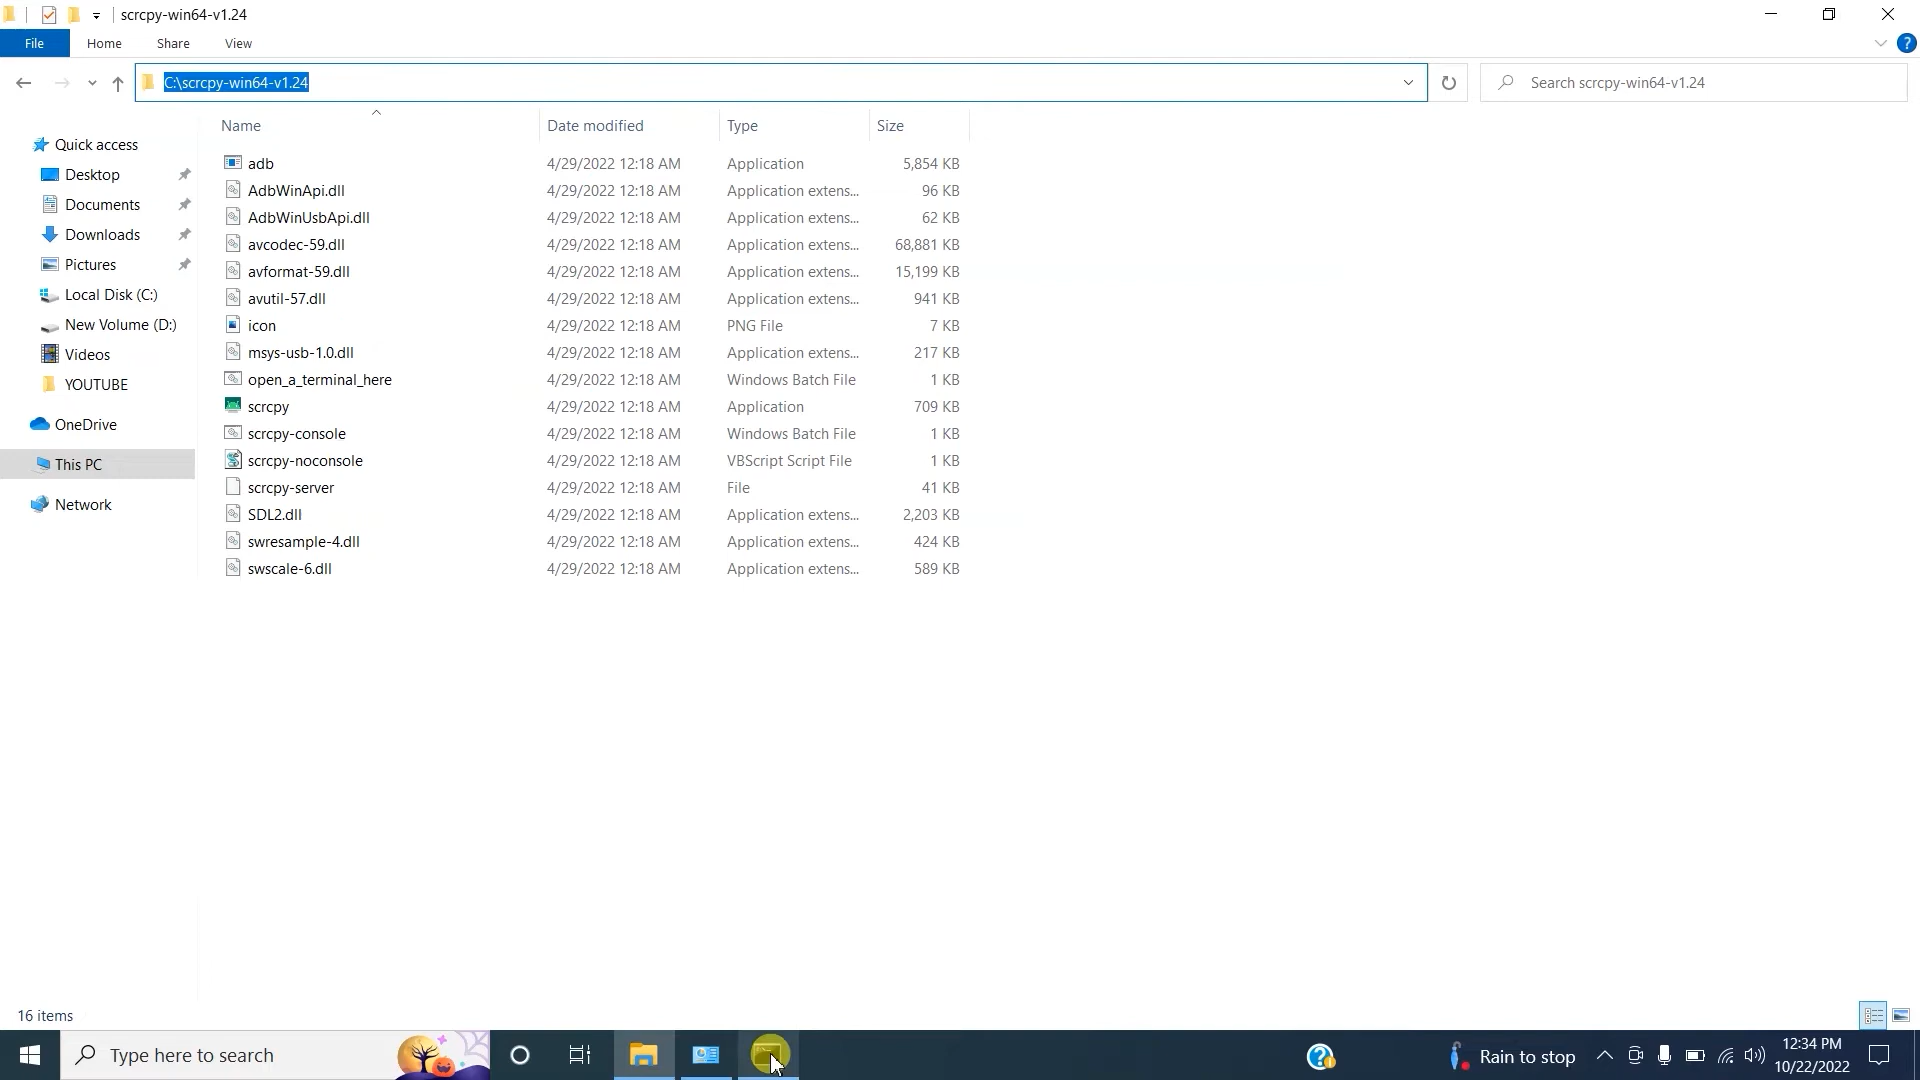 scrcpy-win64-v1.24
File Home Share View
C:\scrcpy-win64-v1.24 Search scrcpy-win64-v1.24
Name Date modified Type Size
Quick access
Desktop
Documents
Downloads
Pictures
Local Disk (C:)
New Volume (D:)
Videos
YOUTUBE
OneDrive
This PC
Network
adb 4/29/2022 12:18 AM Application 5,854 KB
AdbWinApi.dll 4/29/2022 12:18 AM Application extens... 96 KB
AdbWinUsbApi.dll 4/29/2022 12:18 AM Application extens... 62 KB
avcodec-59.dll 4/29/2022 12:18 AM Application extens... 68,881 KB
avformat-59.dll 4/29/2022 12:18 AM Application extens... 15,199 KB
avutil-57.dll 4/29/2022 12:18 AM Application extens... 941 KB
icon 4/29/2022 12:18 AM PNG File 7 KB
msys-usb-1.0.dll 4/29/2022 12:18 AM Application extens... 217 KB
open_a_terminal_here 4/29/2022 12:18 AM Windows Batch File 1 KB
scrcpy 4/29/2022 12:18 AM Application 709 KB
scrcpy-console 4/29/2022 12:18 AM Windows Batch File 1 KB
scrcpy-noconsole 4/29/2022 12:18 AM VBScript Script File 1 KB
scrcpy-server 4/29/2022 12:18 AM File 41 KB
SDL2.dll 4/29/2022 12:18 AM Application extens... 2,203 KB
swresample-4.dll 4/29/2022 12:18 AM Application extens... 424 KB
swscale-6.dll 4/29/2022 12:18 AM Application extens... 589 KB
16 items
Type here to search
Rain to stop
12:34 PM
10/22/2022